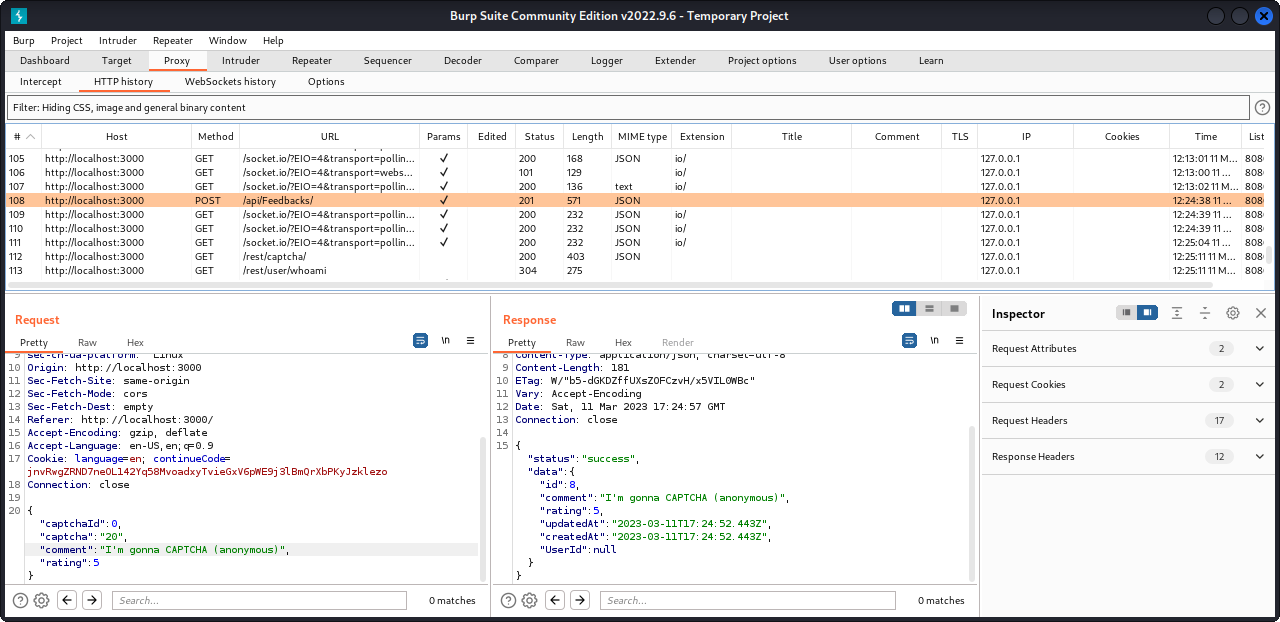 Burp Suite Community Edition v2022.9.6 - Temporary Project
Burp Project Intruder Repeater Window Help
Dashboard Target Proxy Intruder Repeater Sequencer Decoder Comparer Logger Extender Project options User options Learn
Intercept HTTP history WebSockets history Options
Filter: Hiding CSS, image and general binary content
# Host Method URL Params Edited Status Length MIME type Extension Title Comment TLS IP Cookies Time List
105 http://localhost:3000 GET /socket.io/?EIO=4&transport=pollin... ✓ 200 168 JSON io/ 127.0.0.1 12:13:01 11 M... 808
106 http://localhost:3000 GET /socket.io/?EIO=4&transport=webs... ✓ 101 129 io/ 127.0.0.1 12:13:00 11 M... 808
107 http://localhost:3000 GET /socket.io/?EIO=4&transport=pollin... ✓ 200 136 text io/ 127.0.0.1 12:13:02 11 M... 808
108 http://localhost:3000 POST /api/Feedbacks/ ✓ 201 571 JSON 127.0.0.1 12:24:38 11 ... 808
109 http://localhost:3000 GET /socket.io/?EIO=4&transport=pollin... ✓ 200 232 JSON io/ 127.0.0.1 12:24:39 11 ... 808
110 http://localhost:3000 GET /socket.io/?EIO=4&transport=pollin... ✓ 200 232 JSON io/ 127.0.0.1 12:24:39 11 ... 808
111 http://localhost:3000 GET /socket.io/?EIO=4&transport=pollin... ✓ 200 232 JSON io/ 127.0.0.1 12:25:04 11 ... 808
112 http://localhost:3000 GET /rest/captcha/ 200 403 JSON 127.0.0.1 12:25:11 11 M... 808
113 http://localhost:3000 GET /rest/user/whoami 304 275 127.0.0.1 12:25:11 11 M... 808
Request
Pretty Raw Hex \n
9 Sec-ch-ua-platform: "Linux"
10 Origin: http://localhost:3000
11 Sec-Fetch-Site: same-origin
12 Sec-Fetch-Mode: cors
13 Sec-Fetch-Dest: empty
14 Referer: http://localhost:3000/
15 Accept-Encoding: gzip, deflate
16 Accept-Language: en-US,en;q=0.9
17 Cookie: language=en; continueCode=
jnvRwgZRND7neOL142Yq58MvoadxyTvieGxV6pWE9j3lBmQrXbPKyJzklezo
18 Connection: close
19
20 {
"captchaId":0,
"captcha":"20",
"comment":"I'm gonna CAPTCHA (anonymous)",
"rating":5
}
Search...
0 matches
Response
Pretty Raw Hex Render \n
8 Content-Type: application/json; charset=utf-8
9 Content-Length: 181
10 ETag: W/"b5-dGKDZffUXsZOFCzvH/x5VIL0WBc"
11 Vary: Accept-Encoding
12 Date: Sat, 11 Mar 2023 17:24:57 GMT
13 Connection: close
14
15 {
"status":"success",
"data":{
"id":8,
"comment":"I'm gonna CAPTCHA (anonymous)",
"rating":5,
"updatedAt":"2023-03-11T17:24:52.443Z",
"createdAt":"2023-03-11T17:24:52.443Z",
"UserId":null
}
}
Search...
0 matches
Inspector
Request Attributes 2
Request Cookies 2
Request Headers 17
Response Headers 12